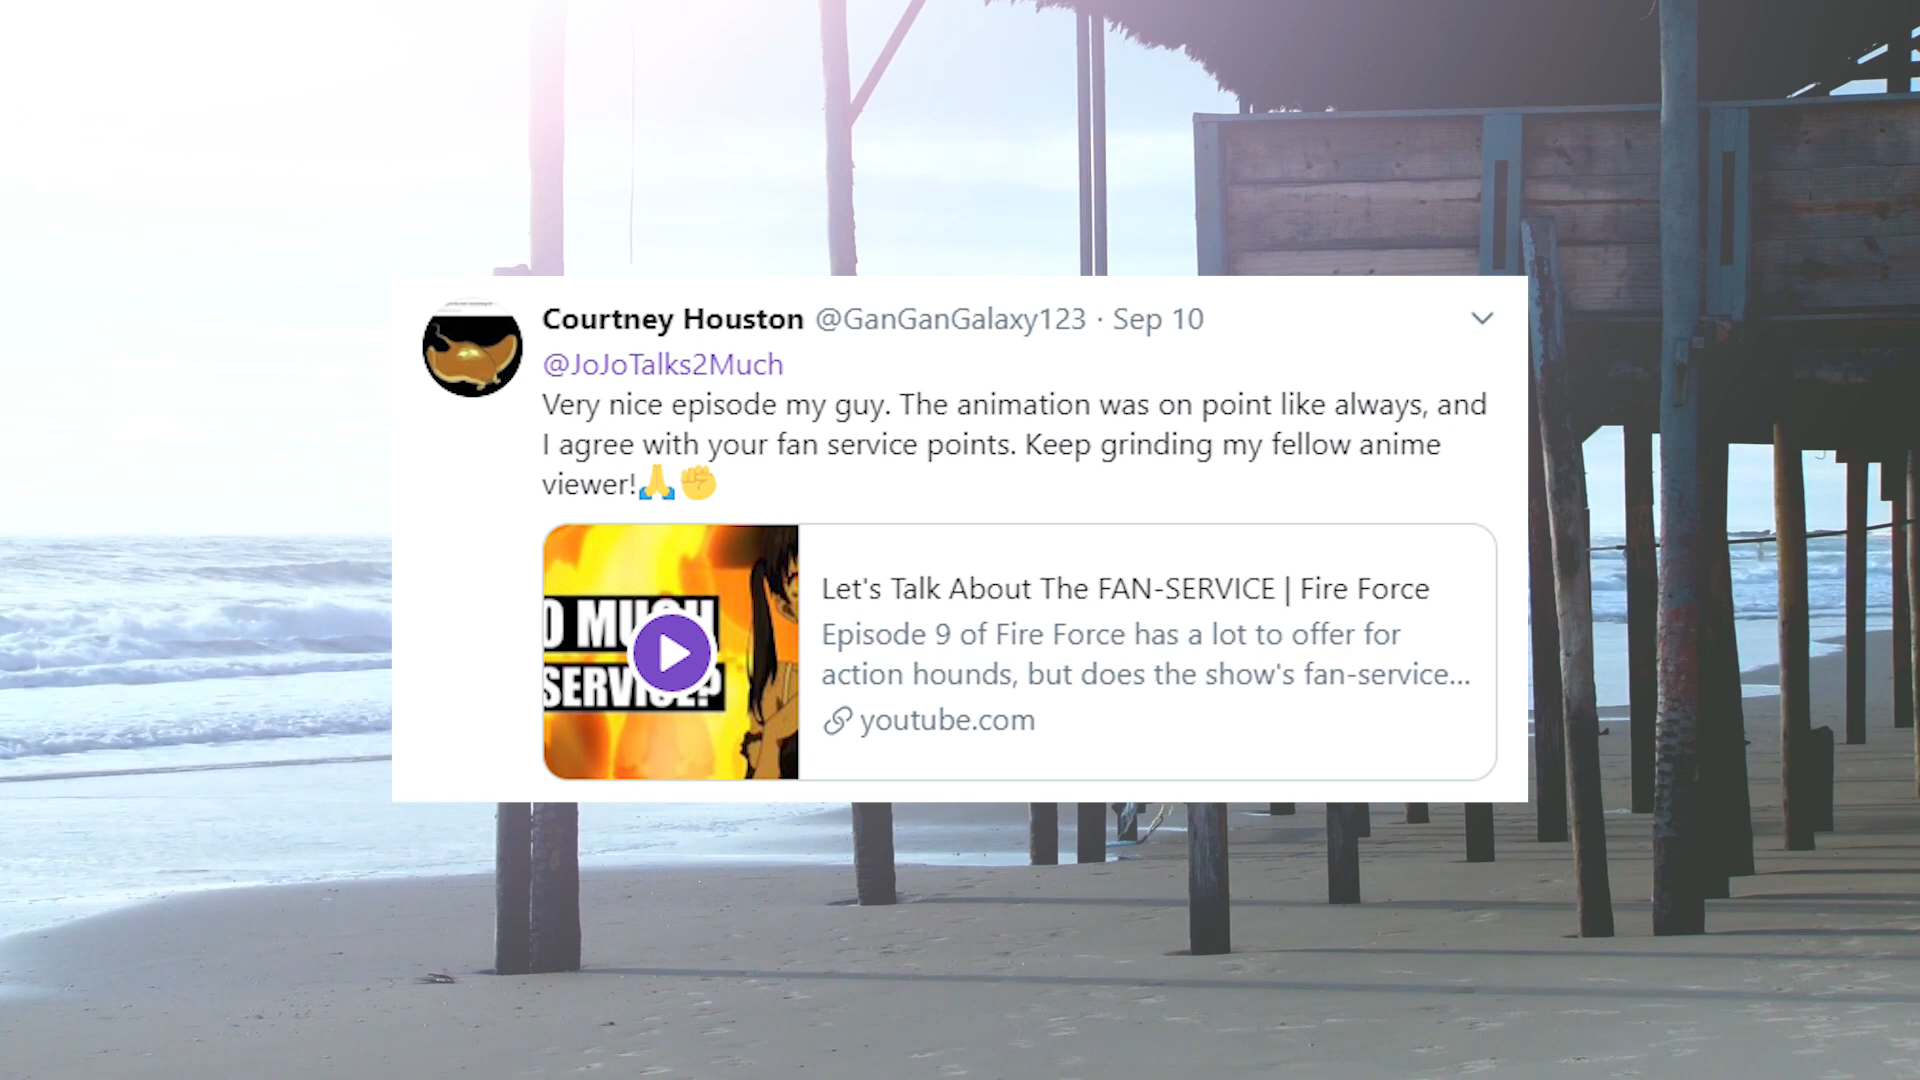 Courtney Houston @GanGanGalaxy123 · Sep 10
@JoJoTalks2Much
Very nice episode my guy. The animation was on point like always, and
I agree with your fan service points. Keep grinding my fellow anime
viewer!🙏✊
O MUCH
SERVICE?
Let's Talk About The FAN-SERVICE | Fire Force
Episode 9 of Fire Force has a lot to offer for
action hounds, but does the show's fan-service...
youtube.com